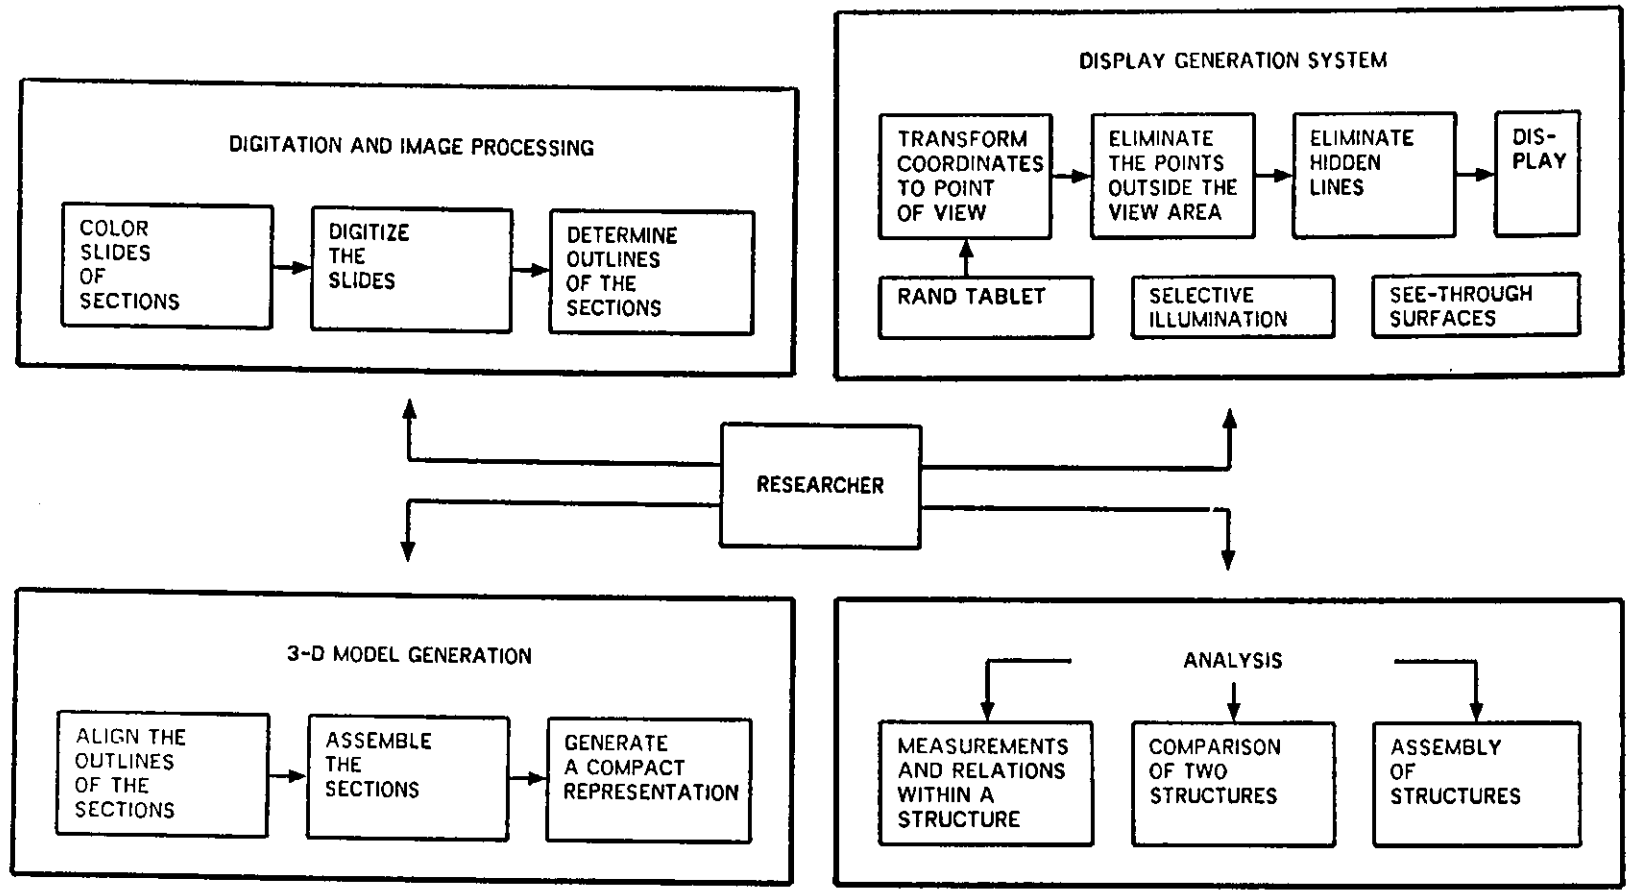 DIGITATION AND IMAGE PROCESSING
COLOR
SLIDES
OF
SECTIONS
DIGITIZE
THE
SLIDES
DETERMINE
OUTLINES
OF THE
SECTIONS
DISPLAY GENERATION SYSTEM
TRANSFORM
COORDINATES
TO POINT
OF VIEW
ELIMINATE
THE POINTS
OUTSIDE THE
VIEW AREA
ELIMINATE
HIDDEN
LINES
DIS-
PLAY
RAND TABLET
SELECTIVE
ILLUMINATION
SEE-THROUGH
SURFACES
RESEARCHER
3-D MODEL GENERATION
ALIGN THE
OUTLINES
OF THE
SECTIONS
ASSEMBLE
THE
SECTIONS
GENERATE
A COMPACT
REPRESENTATION
ANALYSIS
MEASUREMENTS
AND RELATIONS
WITHIN A
STRUCTURE
COMPARISON
OF TWO
STRUCTURES
ASSEMBLY
OF
STRUCTURES